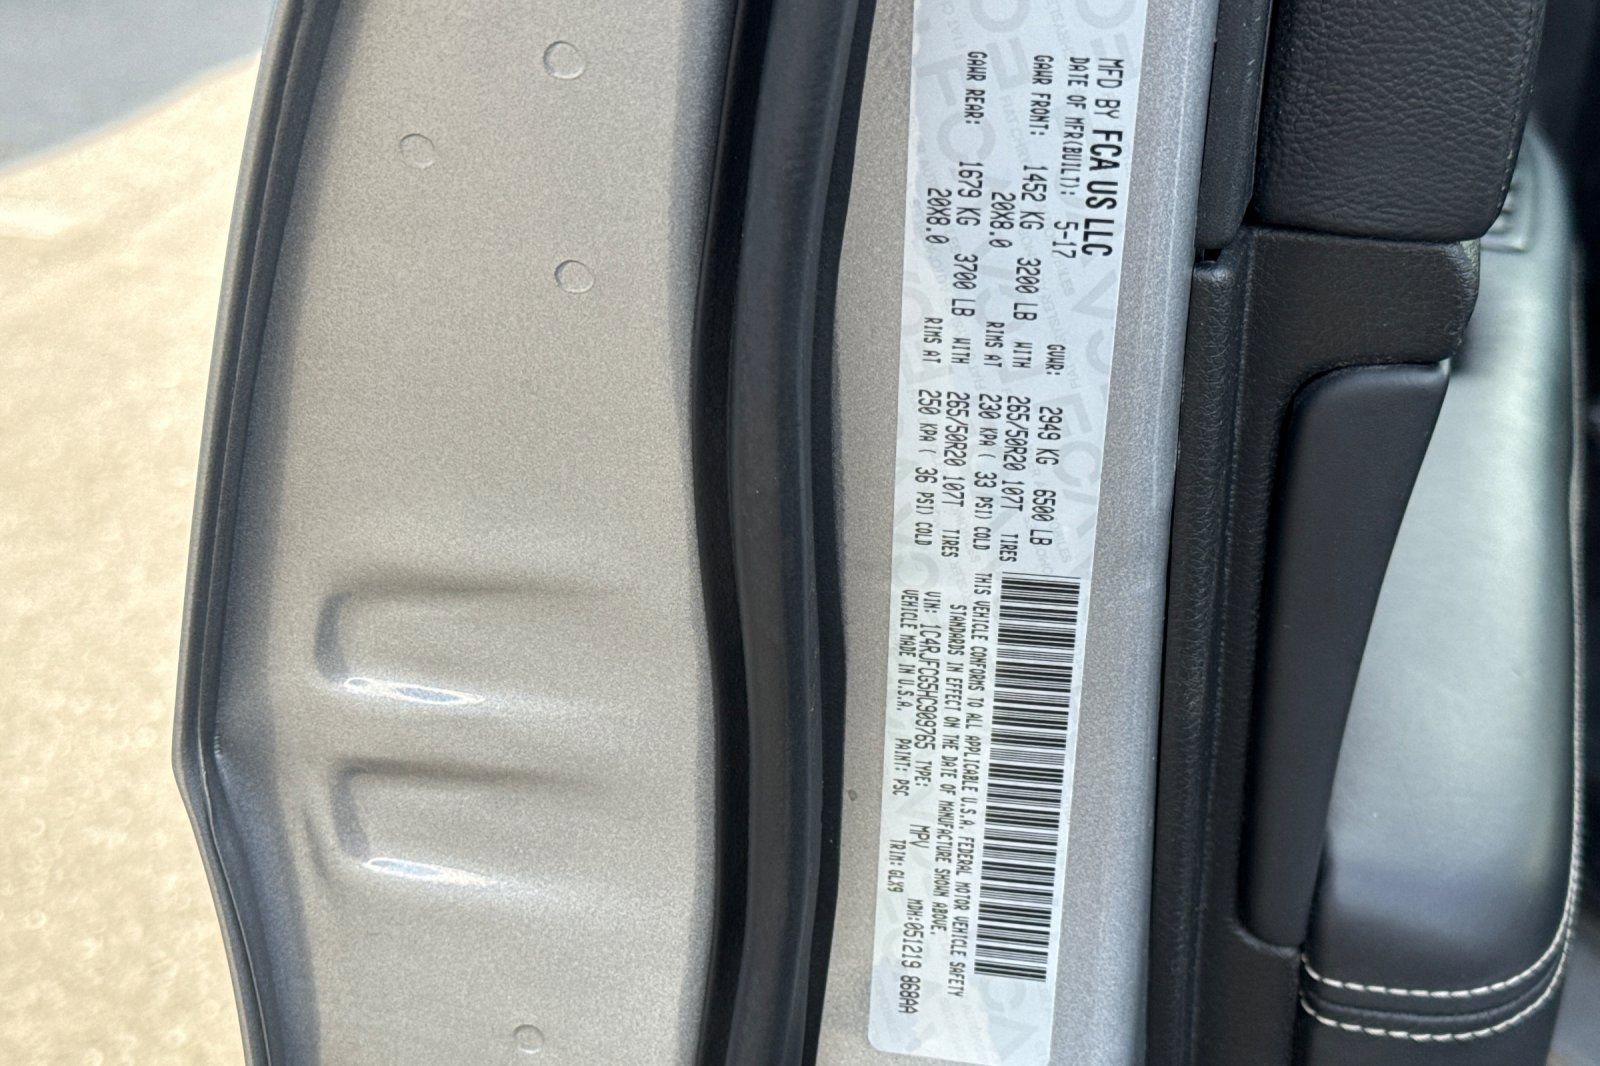 MFD BY FCA US LLC
DATE OF MFR(BUILT): 5-17 GVWR: 2949 KG 6500 LB
GAWR FRONT: 1452 KG 3200 LB WITH 265/50R20 107T TIRES
20X8.0 RIMS AT 230 KPA( 33 PSI) COLD
GAWR REAR: 1679 KG 3700 LB WITH 265/50R20 107T TIRES
20X8.0 RIMS AT 250 KPA( 36 PSI) COLD
THIS VEHICLE CONFORMS TO ALL APPLICABLE U.S.A. FEDERAL MOTOR VEHICLE SAFETY
STANDARDS IN EFFECT ON THE DATE OF MANUFACTURE SHOWN ABOVE.
VIN: 1C4RJFCG5HC909765 TYPE: MPV MDH:051219 868AA
VEHICLE MADE IN U.S.A. PAINT: PSC TRIM: GLX9